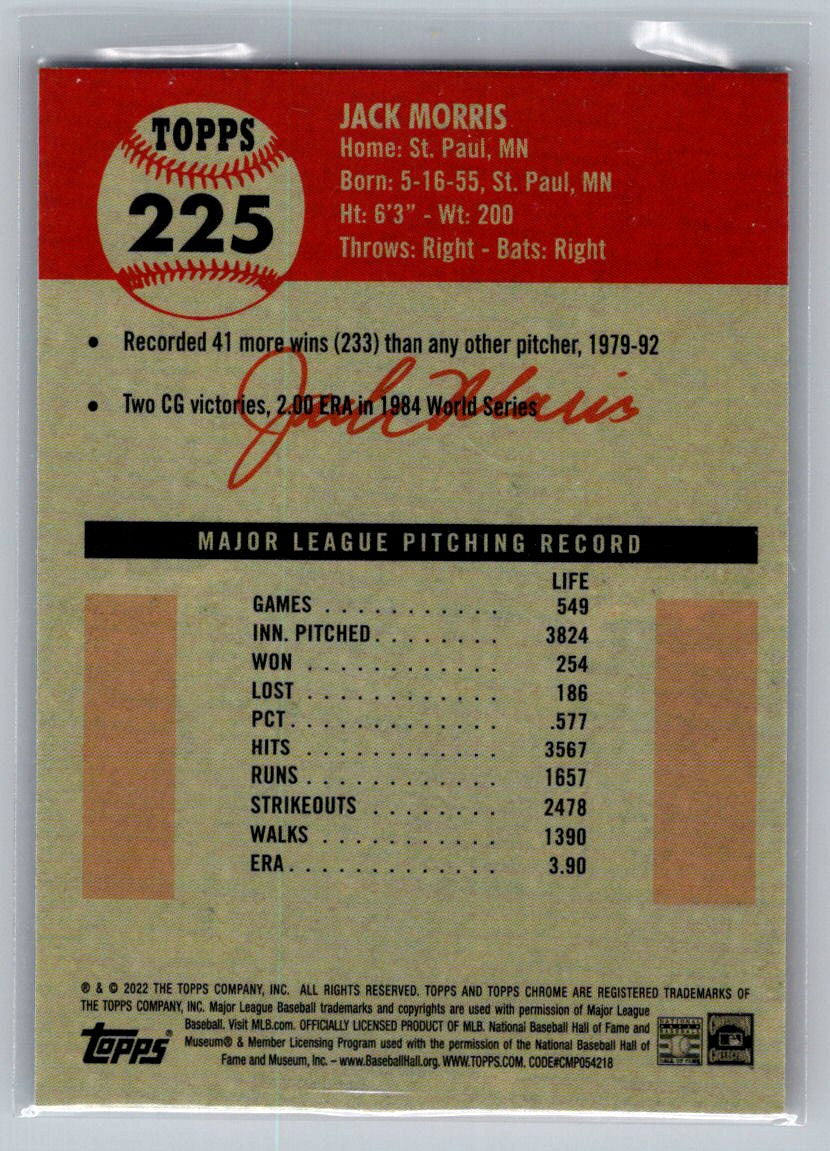 TOPPS
225
JACK MORRIS
Home: St. Paul, MN
Born: 5-16-55, St. Paul, MN
Ht: 6'3" - Wt: 200
Throws: Right - Bats: Right
• Recorded 41 more wins (233) than any other pitcher, 1979-92
• Two CG victories, 2.00 ERA in 1984 World Series
Jack Morris
MAJOR LEAGUE PITCHING RECORD
LIFE
GAMES . . . . . . . . . . . 549
INN. PITCHED. . . . . . . . 3824
WON . . . . . . . . . . . . 254
LOST . . . . . . . . . . . . 186
PCT. . . . . . . . . . . . . .577
HITS . . . . . . . . . . . . 3567
RUNS . . . . . . . . . . . . 1657
STRIKEOUTS . . . . . . . . 2478
WALKS . . . . . . . . . . . 1390
ERA. . . . . . . . . . . . . 3.90
® & © 2022 THE TOPPS COMPANY, INC. ALL RIGHTS RESERVED. TOPPS AND TOPPS CHROME ARE REGISTERED TRADEMARKS OF
THE TOPPS COMPANY, INC. Major League Baseball trademarks and copyrights are used with permission of Major League
Baseball. Visit MLB.com. OFFICIALLY LICENSED PRODUCT OF MLB. National Baseball Hall of Fame and
Museum® & Member Licensing Program used with the permission of the National Baseball Hall of
Fame and Museum, Inc. – www.BaseballHall.org. WWW.TOPPS.COM. CODE#CMP054218
topps®
HALL OF FAME
COLLECTION